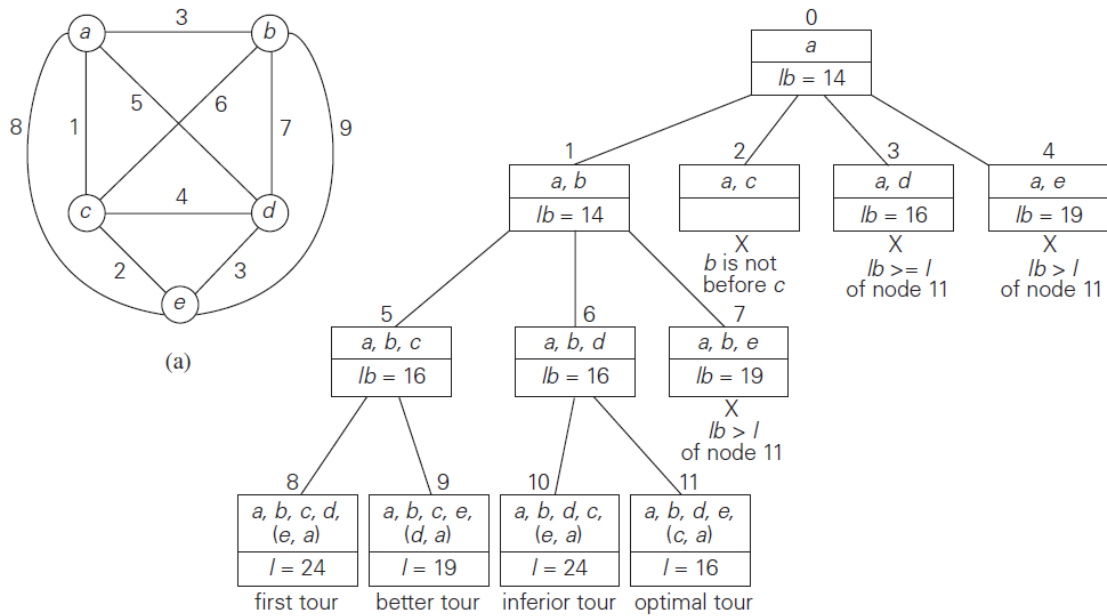 a
3
b
8
5
6
1
7
9
c
4
d
2
3
e
(a)
0
a
lb = 14
1
a, b
lb = 14
2
a, c
X
b is not
before c
3
a, d
lb = 16
X
lb >= l
of node 11
4
a, e
lb = 19
X
lb > l
of node 11
5
a, b, c
lb = 16
6
a, b, d
lb = 16
7
a, b, e
lb = 19
X
lb > l
of node 11
8
a, b, c, d,
(e, a)
l = 24
first tour
9
a, b, c, e,
(d, a)
l = 19
better tour
10
a, b, d, c,
(e, a)
l = 24
inferior tour
11
a, b, d, e,
(c, a)
l = 16
optimal tour